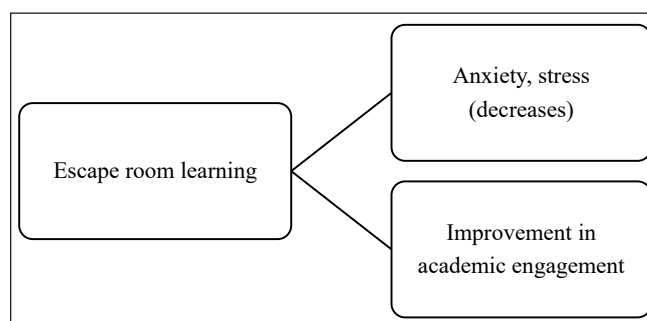 Escape room learning
Anxiety, stress
(decreases)
Improvement in
academic engagement